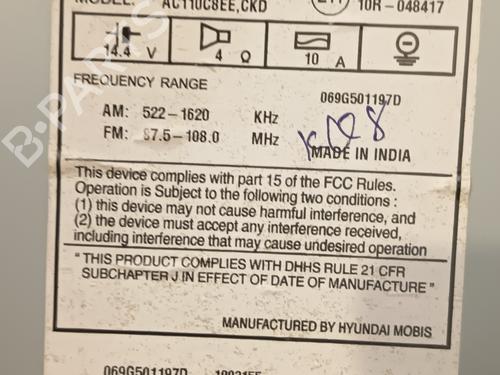 MODEL: AC110C8EE,CKD
E11 10R-048417
14.4 V 4 Ω 10 A
FREQUENCY RANGE
069G501197D
AM: 522-1620 KHz
FM: 87.5-108.0 MHz
MADE IN INDIA
This device complies with part 15 of the FCC Rules.
Operation is Subject to the following two conditions :
(1) this device may not cause harmful interference, and
(2) the device must accept any interference received,
including interference that may cause undesired operation
" THIS PRODUCT COMPLIES WITH DHHS RULE 21 CFR
SUBCHAPTER J IN EFFECT OF DATE OF MANUFACTURE "
MANUFACTURED BY HYUNDAI MOBIS
069G501197D 10031EE
B-PARTS